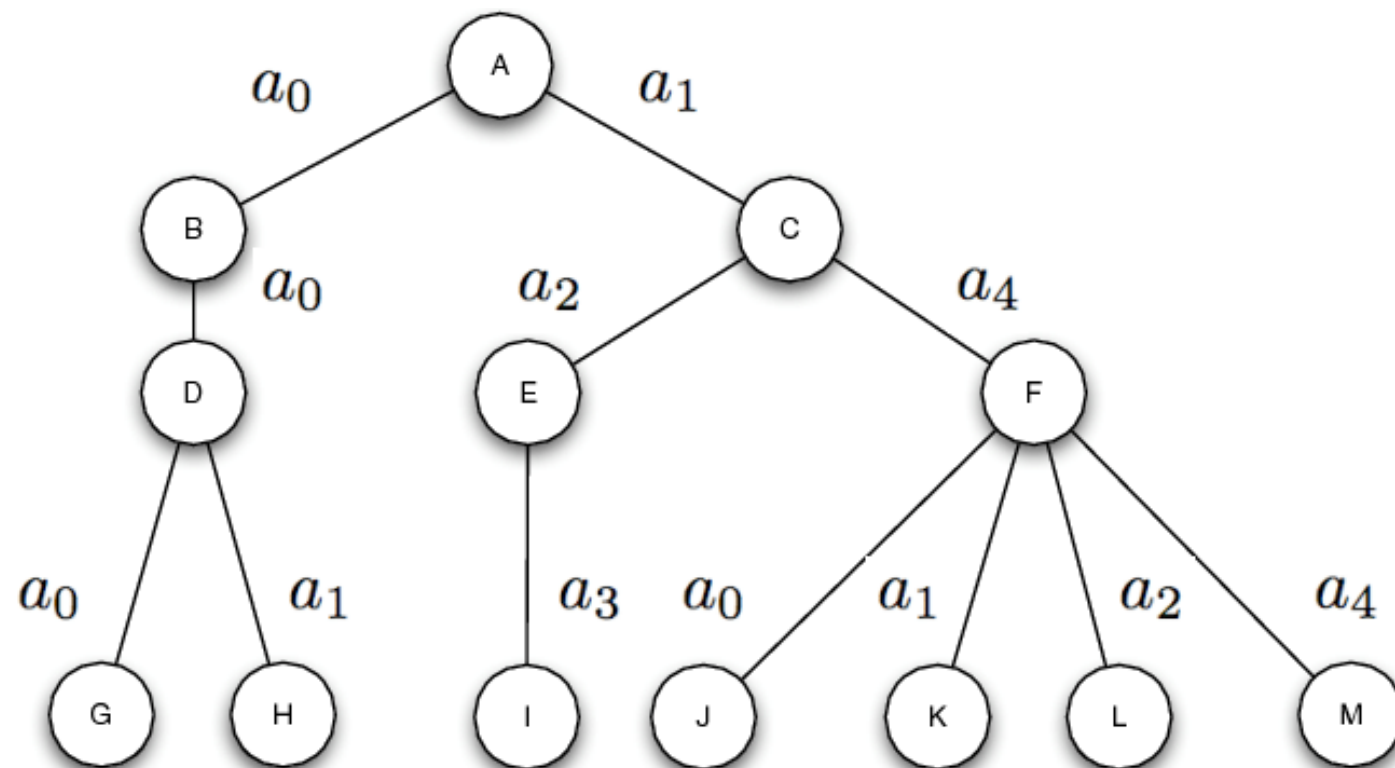 A
a₀ a₁
B C
a₀ a₂ a₄
D E F
a₀ a₁ a₃ a₀ a₁ a₂ a₄
G H I J K L M